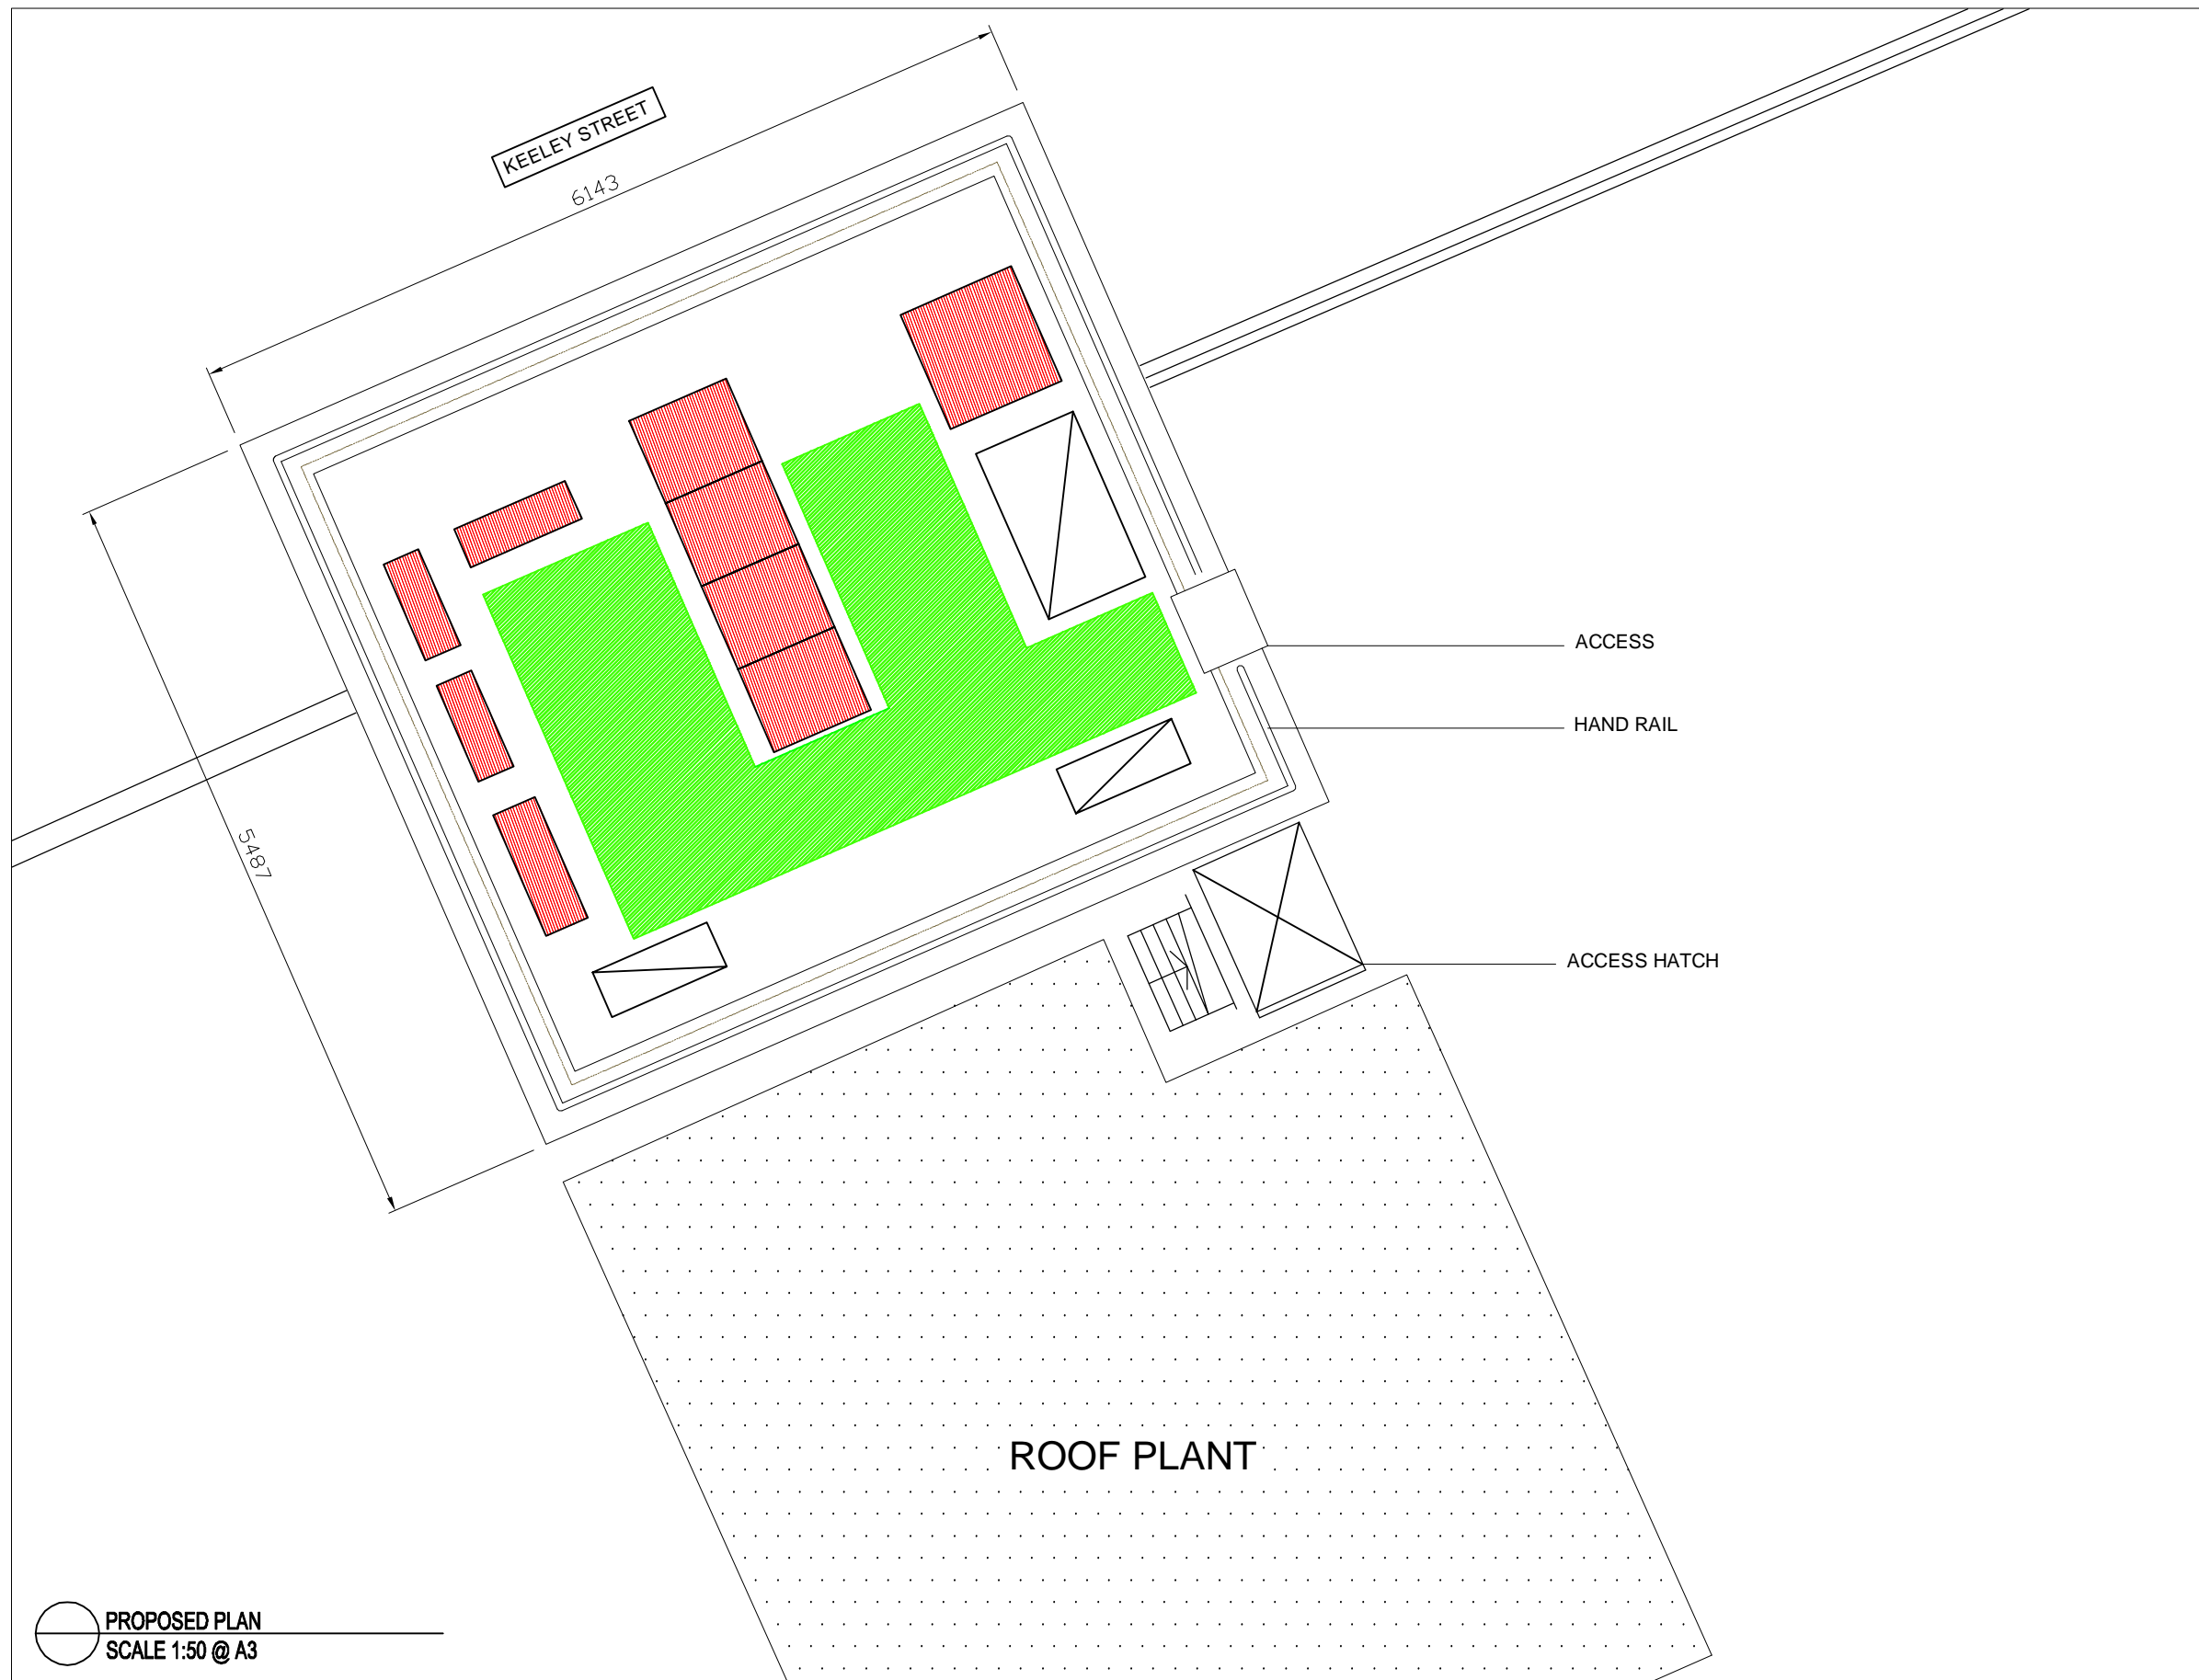 KEELEY STREET
6143
ACCESS
HAND RAIL
5487
ACCESS HATCH
ROOF PLANT
PROPOSED PLAN
SCALE 1:50 @ A3